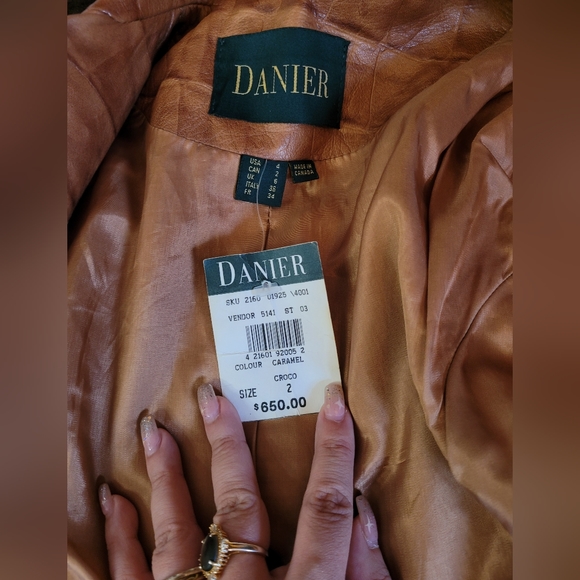 DANIER
USA 4
CAN 2
UK 6
ITALY 38
FR 34
MADE IN
CANADA
DANIER
SKU 2160 01925 \4001
VENDOR 5141 ST 03
4 21601 92005 2
COLOUR CARAMEL
CROCO
SIZE 2
$650.00